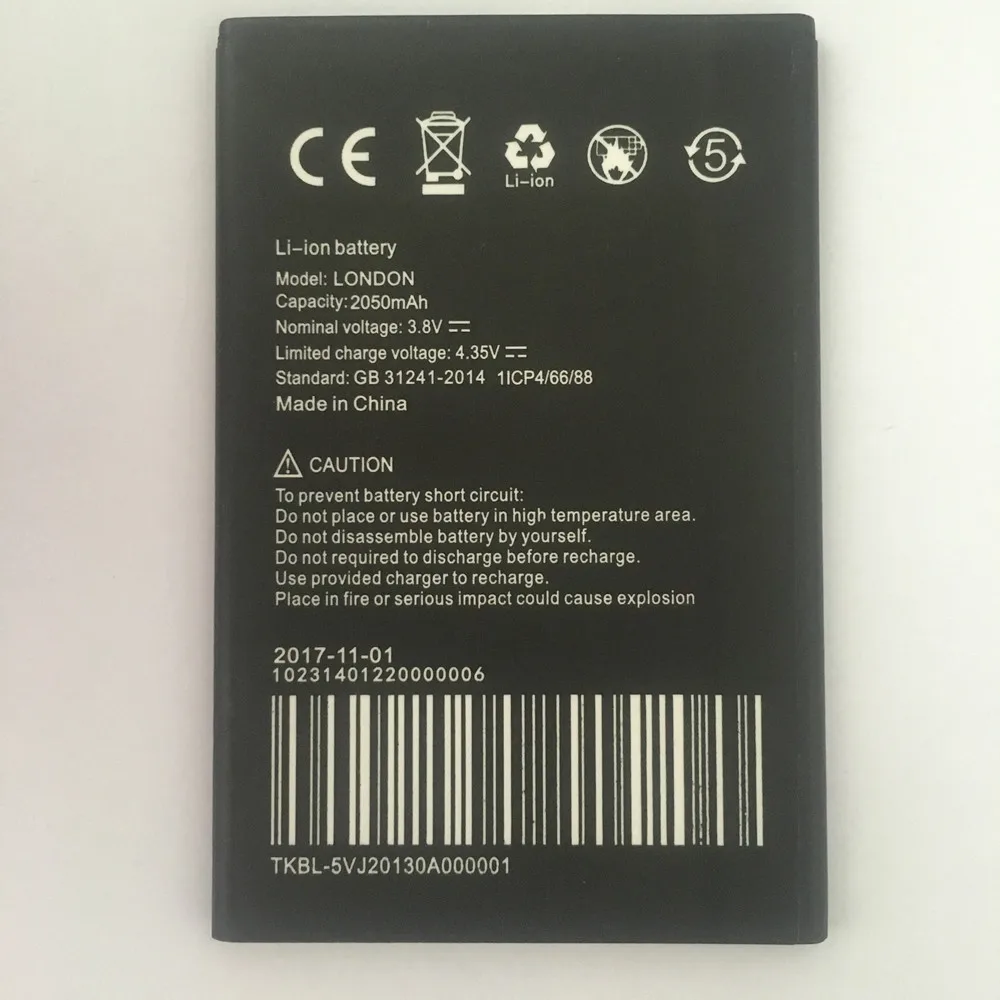 CE
Li-ion
5
Li-ion battery
Model: LONDON
Capacity: 2050mAh
Nominal voltage: 3.8V
Limited charge voltage: 4.35V
Standard: GB 31241-2014 1ICP4/66/88
Made in China
CAUTION
To prevent battery short circuit:
Do not place or use battery in high temperature area.
Do not disassemble battery by yourself.
Do not required to discharge before recharge.
Use provided charger to recharge.
Place in fire or serious impact could cause explosion
2017-11-01
10231401220000006
TKBL-5VJ20130A000001